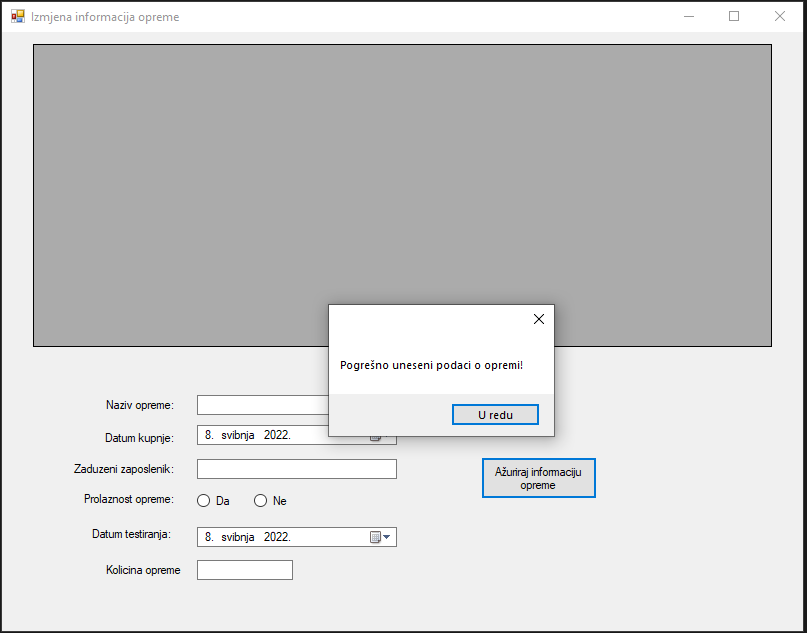 Izmjena informacija opreme
Pogrešno uneseni podaci o opremi!
U redu
Naziv opreme:
Datum kupnje:
8. svibnja 2022.
Zaduzeni zaposlenik:
Ažuriraj informaciju
opreme
Prolaznost opreme:
Da
Ne
Datum testiranja:
8. svibnja 2022.
Kolicina opreme